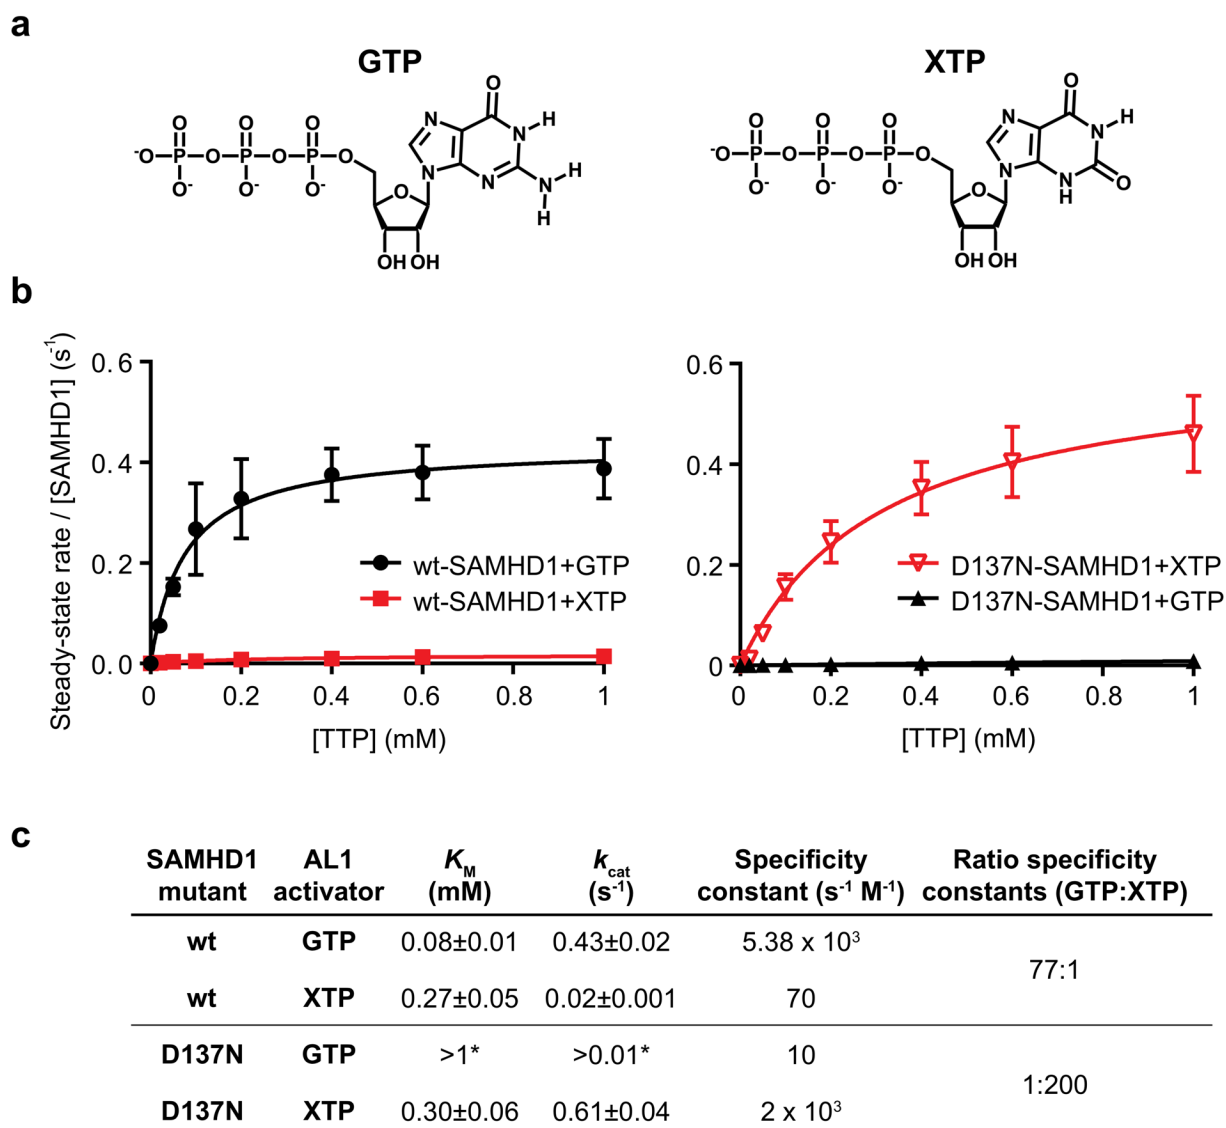 a
GTP
XTP
O O O O
-O P O P O P O N N H
O- O- O- O N N N H
H
OH OH
O O O O
-O P O P O P O N N H
O- O- O- O N N O
H
OH OH
b
Steady-state rate / [SAMHD1] (s-1)
0.6
0.4
0.2
0.0
0 0.2 0.4 0.6 0.8 1
[TTP] (mM)
wt-SAMHD1+GTP
wt-SAMHD1+XTP
0.6
0.4
0.2
0
0 0.2 0.4 0.6 0.8 1
[TTP] (mM)
D137N-SAMHD1+XTP
D137N-SAMHD1+GTP
c
SAMHD1 AL1 KM kcat Specificity Ratio specificity
mutant activator (mM) (s-1) constant (s-1 M-1) constants (GTP:XTP)
wt GTP 0.08±0.01 0.43±0.02 5.38 x 10³
77:1
wt XTP 0.27±0.05 0.02±0.001 70
D137N GTP >1* >0.01* 10
1:200
D137N XTP 0.30±0.06 0.61±0.04 2 x 10³